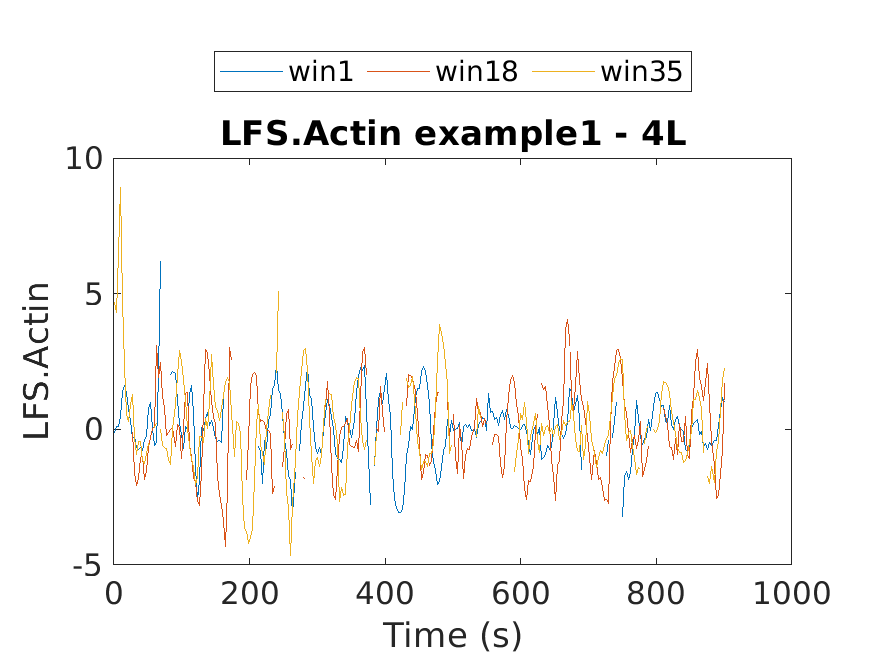 win1 win18 win35
LFS.Actin example1 - 4L
10
5
0
-5
LFS.Actin
0 200 400 600 800 1000
Time (s)